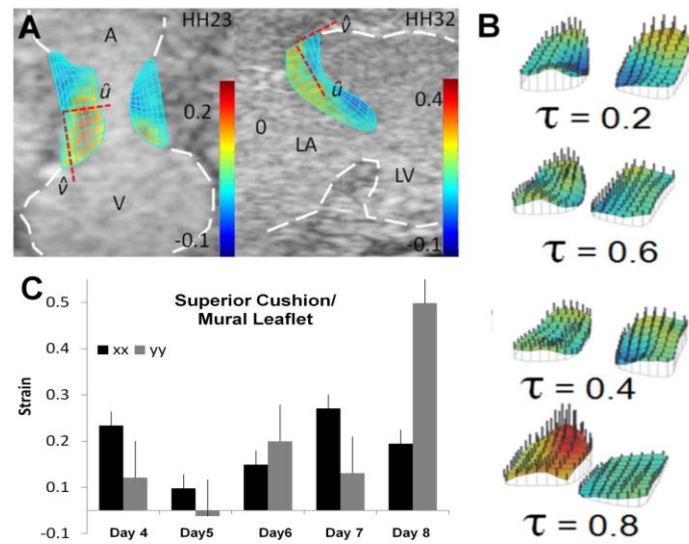 A
HH23
A
û
v̂
V
0.2
-0.1
HH32
v̂
û
0
LA
LV
0.4
-0.1
B
τ = 0.2
τ = 0.6
τ = 0.4
τ = 0.8
C
Superior Cushion/
Mural Leaflet
xx yy
Strain
0.5
0.4
0.3
0.2
0.1
-0.1
Day 4 Day5 Day6 Day 7 Day 8